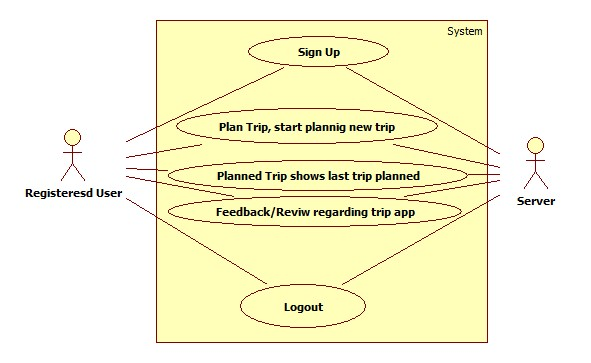 System
Sign Up
Plan Trip, start plannig new trip
Planned Trip shows last trip planned
Registeresd User
Server
Feedback/Reviw regarding trip app
Logout